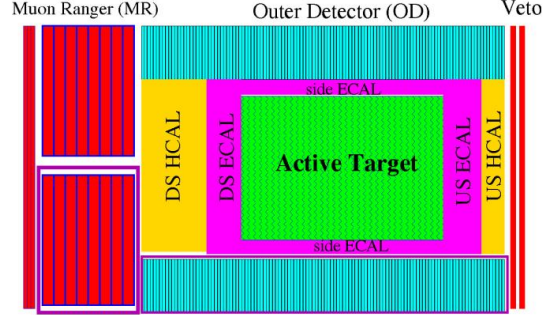 Muon Ranger (MR)
Outer Detector (OD)
Veto
side ECAL
DS HCAL
DS ECAL
Active Target
US ECAL
US HCAL
side ECAL